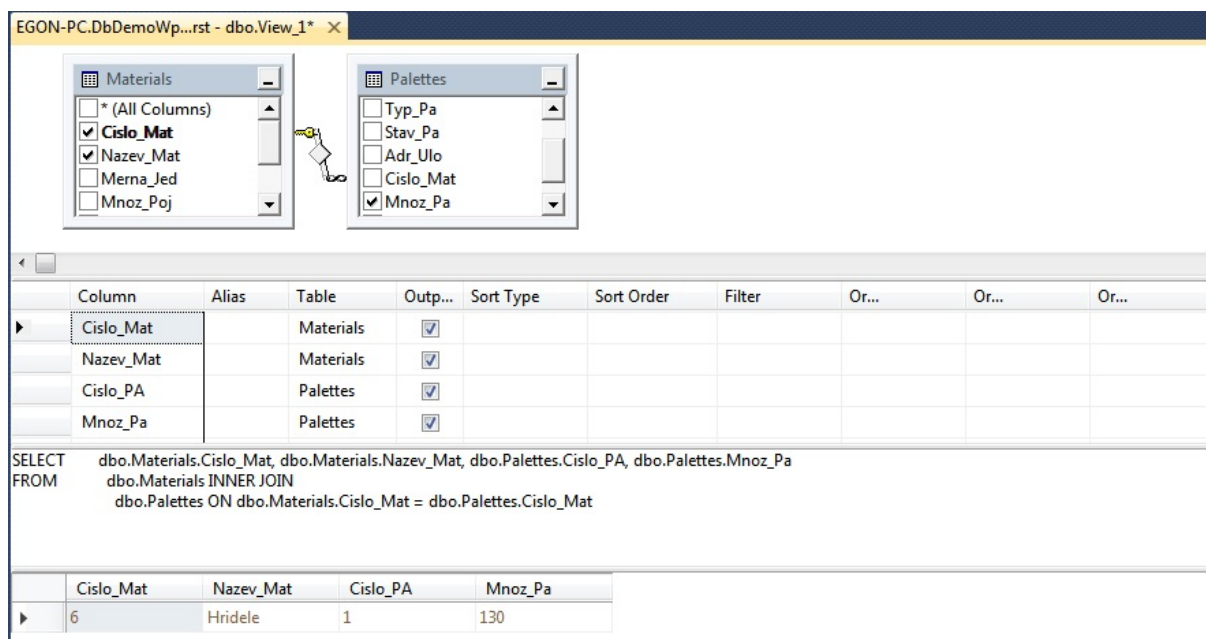 EGON-PC.DbDemoWp...rst - dbo.View_1*
Materials
* (All Columns)
Cislo_Mat
Nazev_Mat
Merna_Jed
Mnoz_Poj
Palettes
Typ_Pa
Stav_Pa
Adr_Ulo
Cislo_Mat
Mnoz_Pa
Column Alias Table Outp... Sort Type Sort Order Filter Or... Or... Or...
Cislo_Mat Materials
Nazev_Mat Materials
Cislo_PA Palettes
Mnoz_Pa Palettes
SELECT dbo.Materials.Cislo_Mat, dbo.Materials.Nazev_Mat, dbo.Palettes.Cislo_PA, dbo.Palettes.Mnoz_Pa
FROM dbo.Materials INNER JOIN
dbo.Palettes ON dbo.Materials.Cislo_Mat = dbo.Palettes.Cislo_Mat
Cislo_Mat Nazev_Mat Cislo_PA Mnoz_Pa
6 Hridele 1 130